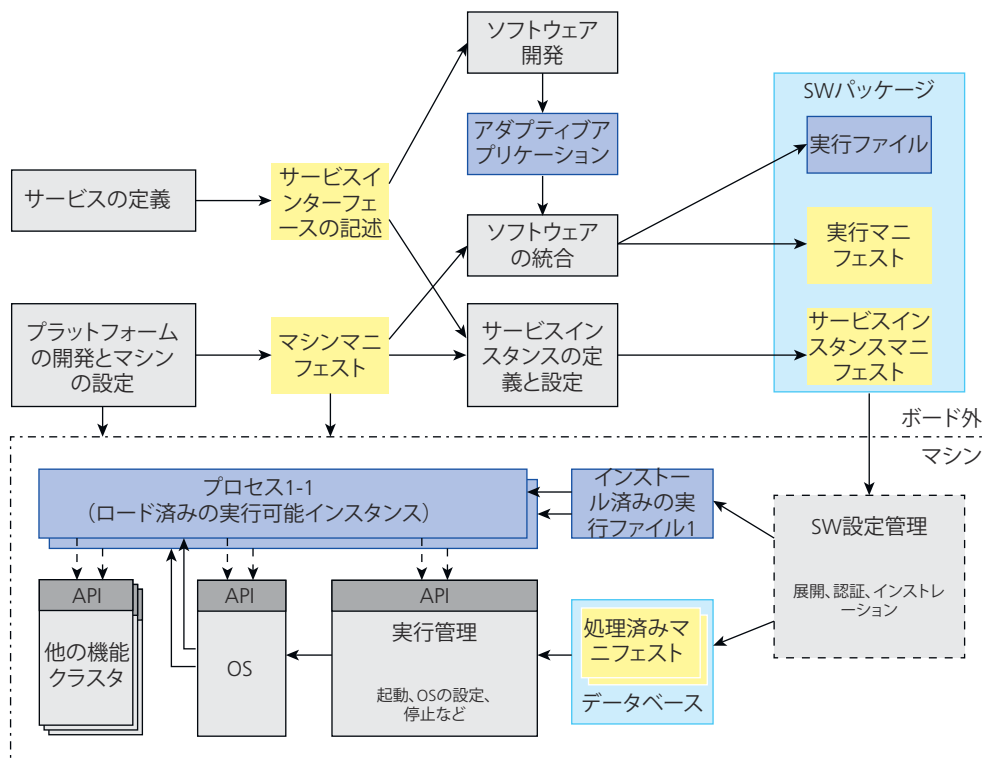 ソフトウェア
開発
SWパッケージ
アダプティブア
プリケーション
実行ファイル
サービスの定義
サービスイ
ンターフェ
ースの記述
ソフトウェア
の統合
実行マニ
フェスト
プラットフォーム
の開発とマシン
の設定
マシンマニ
フェスト
サービスイン
スタンスの定
義と設定
サービスイン
スタンスマニ
フェスト
ボード外
マシン
プロセス1-1
(ロード済みの実行可能インスタンス)
インストー
ル済みの実
行ファイル1
SW設定管理
展開、認証、インストレ
ーション
API
他の機能
クラスタ
API
OS
API
実行管理
起動、OSの設定、
停止など
処理済みマ
ニフェスト
データベース